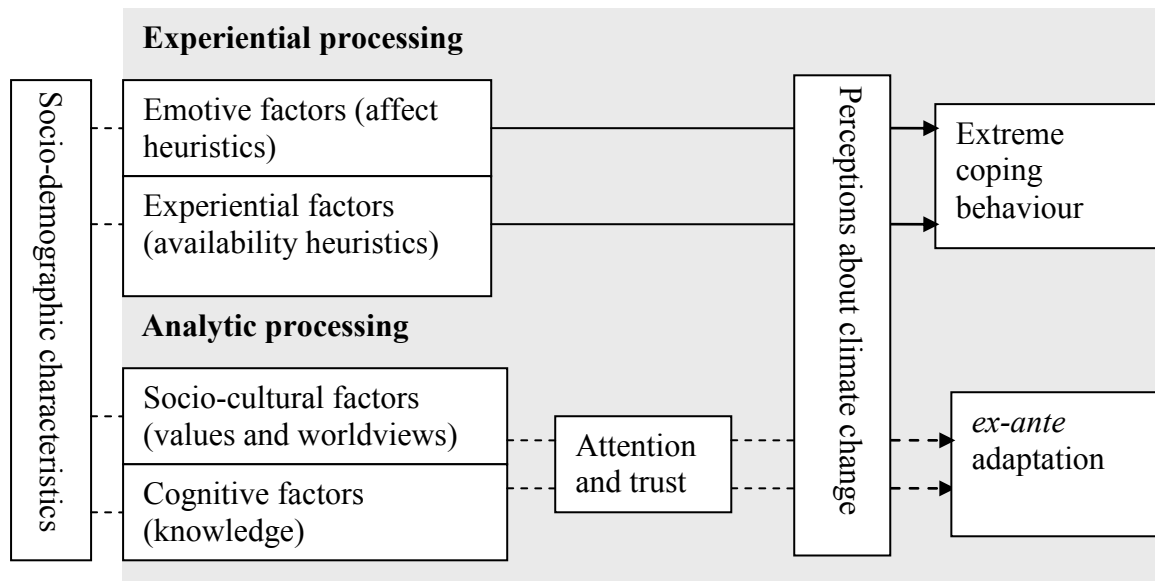 Experiential processing
Socio-demographic characteristics
Emotive factors (affect
heuristics)
Experiential factors
(availability heuristics)
Analytic processing
Socio-cultural factors
(values and worldviews)
Cognitive factors
(knowledge)
Attention
and trust
Perceptions about climate change
Extreme
coping
behaviour
ex-ante
adaptation